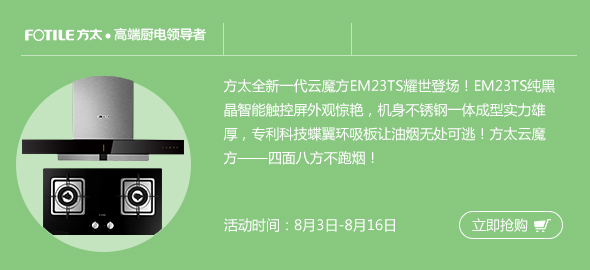 FOTILE 方太 • 高端厨电领导者
方太全新一代云魔方EM23TS耀世登场！EM23TS纯黑
晶智能触控屏外观惊艳，机身不锈钢一体成型实力雄
厚，专利科技蝶翼环吸板让油烟无处可逃！方太云魔
方——四面八方不跑烟！
活动时间：8月3日-8月16日
立即抢购